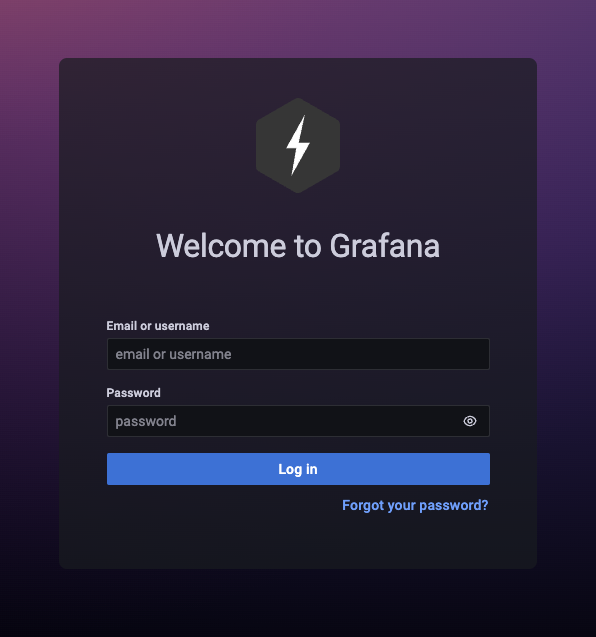 Welcome to Grafana
Email or username
email or username
Password
password
Log in
Forgot your password?